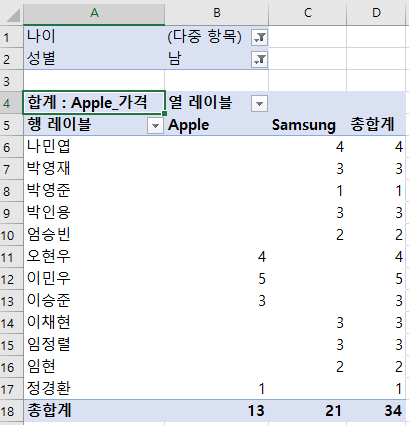 A B C D
1 나이 (다중 항목)
2 성별 남
3
4 합계 : Apple_가격 열 레이블
5 행 레이블 Apple Samsung 총합계
6 나민엽 4 4
7 박영재 3 3
8 박영준 1 1
9 박인용 3 3
10 엄승빈 2 2
11 오현우 4 4
12 이민우 5 5
13 이승준 3 3
14 이채현 3 3
15 임정렬 3 3
16 임현 2 2
17 정경환 1 1
18 총합계 13 21 34